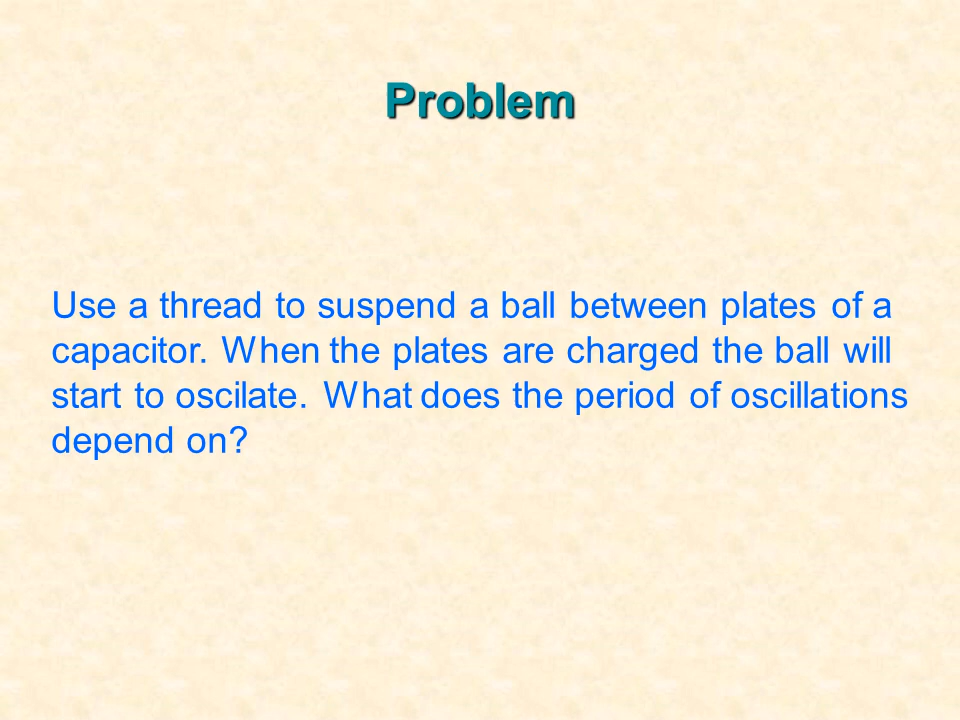 Problem
Use a thread to suspend a ball between plates of a
capacitor. When the plates are charged the ball will
start to oscilate. What does the period of oscillations
depend on?